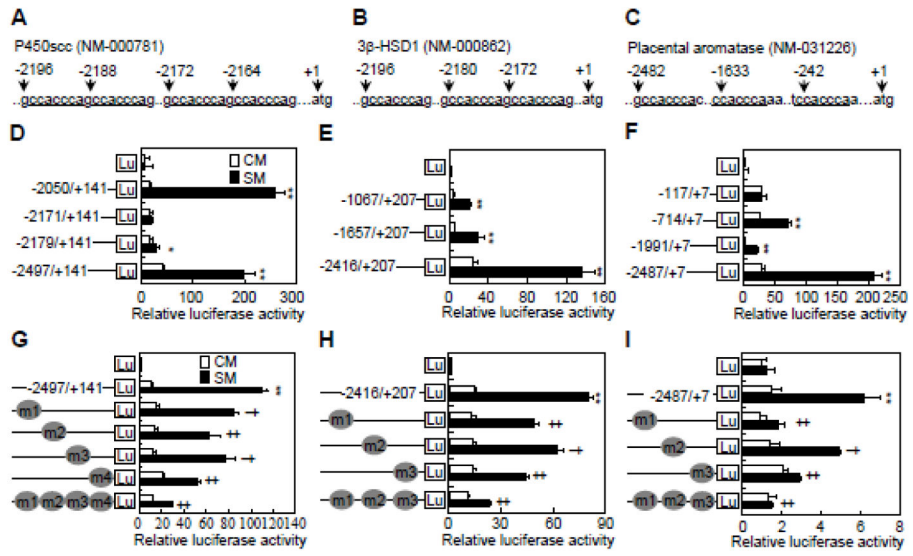 A
B
C
P450scc (NM-000781)
3β-HSD1 (NM-000862)
Placental aromatase (NM-031226)
-2196 -2188 -2172 -2164 +1
-2196 -2180 -2172 +1
-2482 -1633 -242 +1
..gccacccagccacccag..gccacccagccacccag...atg
..gccacccag..gccacccagccacccag..atg
..gccacccac..ccacccaaa..tccacccaa..atg
D
E
F
Lu
CM
SM
-2050/+141 Lu **
-2171/+141 Lu
-2179/+141 Lu *
-2497/+141 Lu **
0 100 200 300
Relative luciferase activity
Lu
-1067/+207 Lu **
-1657/+207 Lu **
-2416/+207 Lu **
0 40 80 120 160
Relative luciferase activity
Lu
-117/+7 Lu
-714/+7 Lu **
-1991/+7 Lu **
-2487/+7 Lu **
0 50 100 150 200 250
Relative luciferase activity
G
H
I
Lu
CM
SM
-2497/+141 Lu **
m1 Lu +
m2 Lu ++
m3 Lu +
m4 Lu ++
m1 m2 m3 m4 Lu ++
0 20 40 60 80 100 120 140
Relative luciferase activity
Lu
-2416/+207 Lu **
m1 Lu ++
m2 Lu +
m3 Lu ++
m1 m2 m3 Lu ++
0 30 60 90
Relative luciferase activity
Lu
-2487/+7 Lu **
m1 Lu ++
m2 Lu +
m3 Lu ++
m1 m2 m3 Lu ++
0 2 4 6 8
Relative luciferase activity